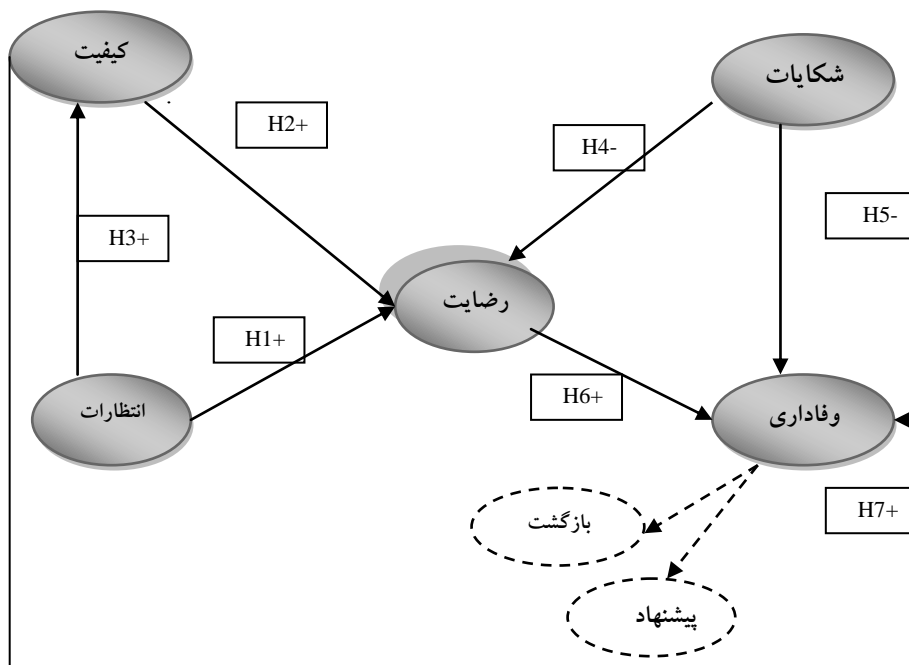 کیفیت
شکایات
H2+
H4-
H3+
H5-
رضایت
H1+
H6+
انتظارات
وفاداری
بازگشت
H7+
پیشنهاد